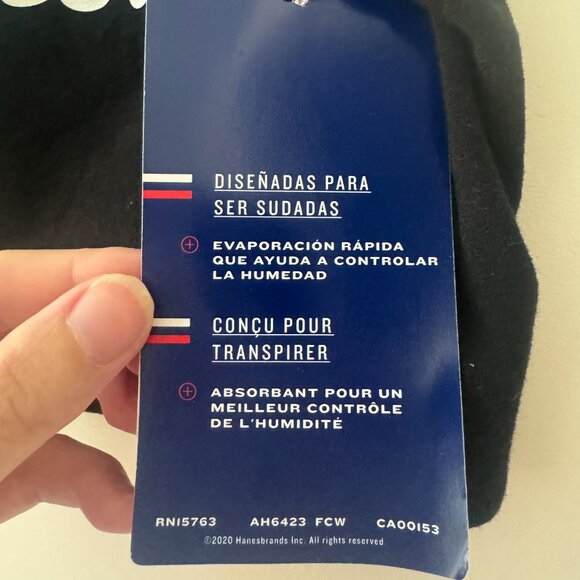 DISEÑADAS PARA
SER SUDADAS
EVAPORACIÓN RÁPIDA
QUE AYUDA A CONTROLAR
LA HUMEDAD
CONÇU POUR
TRANSPIRER
ABSORBANT POUR UN
MEILLEUR CONTRÔLE
DE L'HUMIDITÉ
RN15763 AH6423 FCW CA00153
©2020 Hanesbrands Inc. All rights reserved.